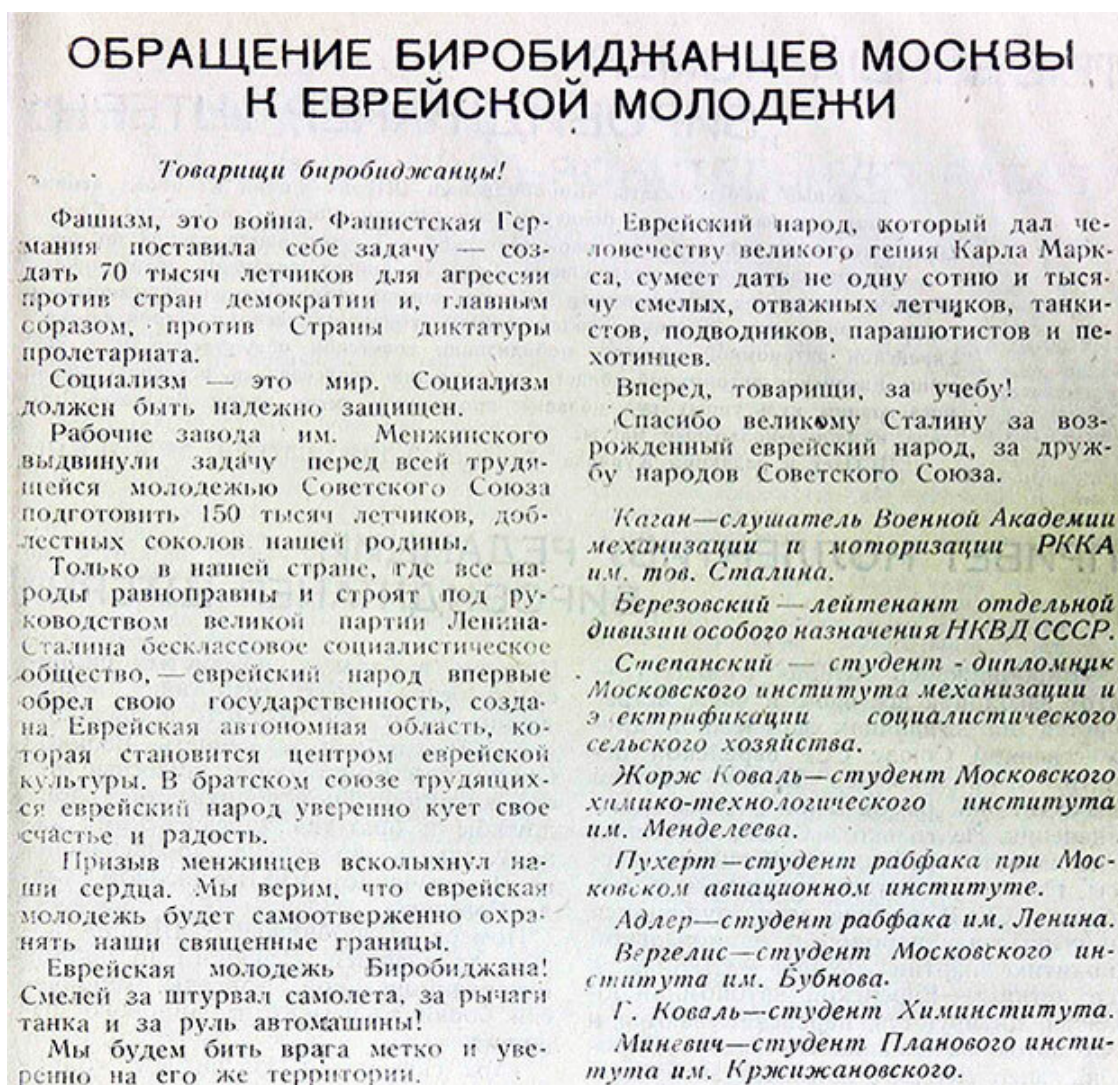 ОБРАЩЕНИЕ БИРОБИДЖАНЦЕВ МОСКВЫ
К ЕВРЕЙСКОЙ МОЛОДЕЖИ
Товарищи биробиджанцы!
Фашизм, это война. Фашистская Гер-
мания поставила себе задачу — соз-
дать 70 тысяч летчиков для агрессии
против стран демократии и, главным
образом, против Страны диктатуры
пролетариата.
Социализм — это мир. Социализм
должен быть надежно защищен.
Рабочие завода им. Менжинского
выдвинули задачу перед всей трудя-
щейся молодежью Советского Союза
подготовить 150 тысяч летчиков, доб-
лестных соколов нашей родины.
Только в нашей стране, где все на-
роды равноправны и строят под ру-
ководством великой партии Ленина-
Сталина бесклассовое социалистическое
общество, — еврейский народ впервые
обрел свою государственность, созда-
на Еврейская автономная область, ко-
торая становится центром еврейской
культуры. В братском союзе трудящих-
ся еврейский народ уверенно кует свое
счастье и радость.
Призыв менжинцев всколыхнул на-
ши сердца. Мы верим, что еврейская
молодежь будет самоотверженно охра-
нять наши священные границы.
Еврейская молодежь Биробиджана!
Смелей за штурвал самолета, за рычаги
танка и за руль автомашины!
Мы будем бить врага метко и уве-
ренно на его же территории.
Еврейский народ, который дал че-
ловечеству великого гения Карла Марк-
са, сумеет дать не одну сотню и тыся-
чу смелых, отважных летчиков, танки-
стов, подводников, парашютистов и пе-
хотинцев.
Вперед, товарищи, за учебу!
Спасибо великому Сталину за воз-
рожденный еврейский народ, за друж-
бу народов Советского Союза.
Каган—слушатель Военной Академии
механизации и моторизации РККА
им. тов. Сталина.
Березовский — лейтенант отдельной
дивизии особого назначения НКВД СССР.
Степанский — студент - дипломник
Московского института механизации и
э ектрификации социалистического
сельского хозяйства.
Жорж Коваль—студент Московского
химико-технологического института
им. Менделеева.
Пухерт—студент рабфака при Мос-
ковском авиационном институте.
Адлер—студент рабфака им. Ленина.
Вергелис—студент Московского ин-
ститута им. Бубнова.
Г. Коваль—студент Химинститута.
Миневич—студент Планового инсти-
тута им. Кржижановского.